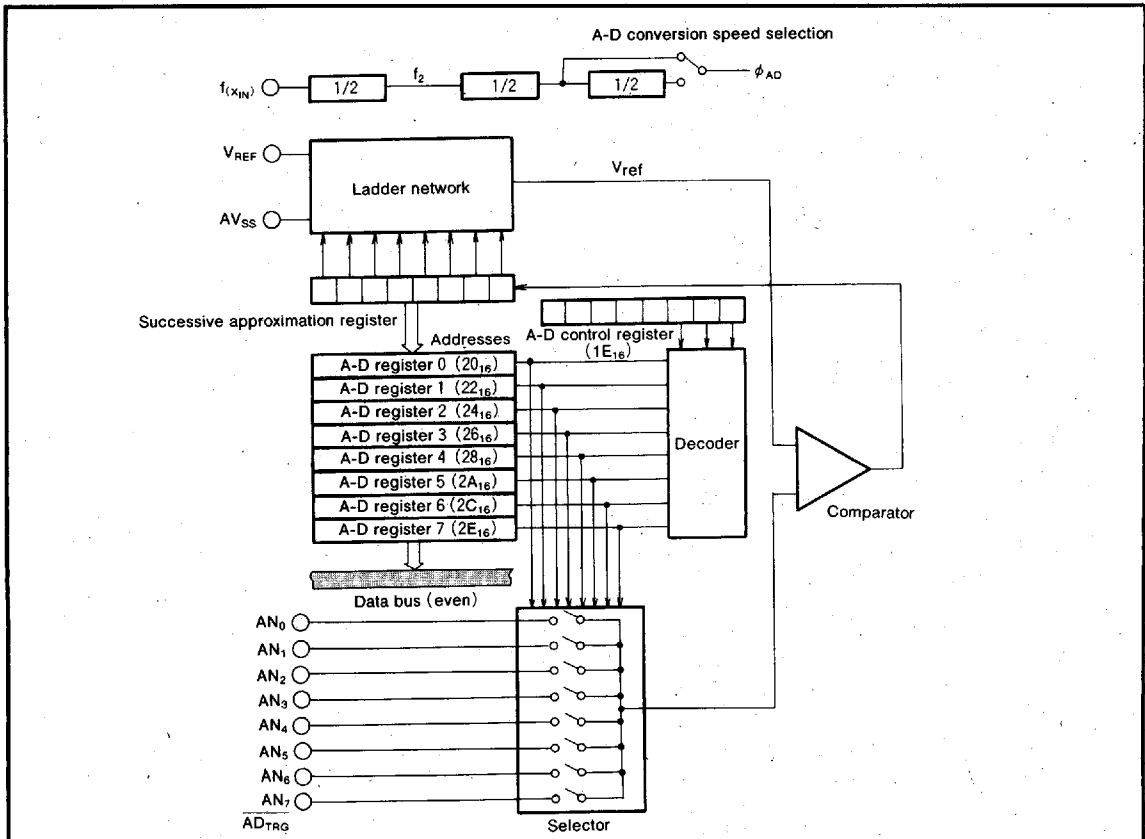 A-D conversion speed selection
f(XIN)
1/2
f₂
1/2
1/2
ϕAD
VREF
AVSS
Ladder network
Vref
Successive approximation register
Addresses
A-D control register
(1E₁₆)
A-D register 0 (20₁₆)
A-D register 1 (22₁₆)
A-D register 2 (24₁₆)
A-D register 3 (26₁₆)
A-D register 4 (28₁₆)
A-D register 5 (2A₁₆)
A-D register 6 (2C₁₆)
A-D register 7 (2E₁₆)
Decoder
Comparator
Data bus (even)
AN₀
AN₁
AN₂
AN₃
AN₄
AN₅
AN₆
AN₇
A̅D̅T̅R̅G̅
Selector